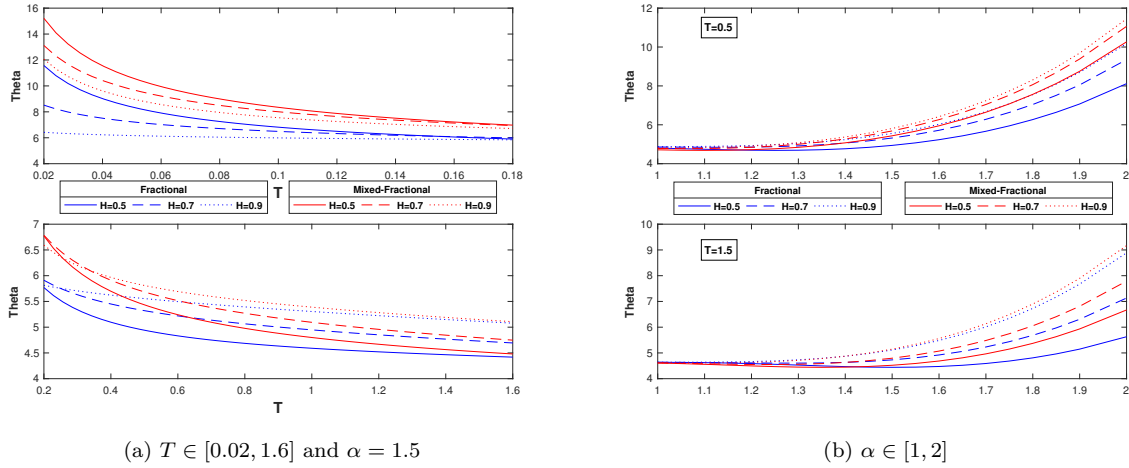 Theta
16
14
12
10
8
6
4
0.02 0.04 0.06 0.08 0.1 0.12 0.14 0.16 0.18
T
Fractional Mixed-Fractional
H=0.5 H=0.7 H=0.9 H=0.5 H=0.7 H=0.9
Theta
7
6.5
6
5.5
5
4.5
4
0.2 0.4 0.6 0.8 1 1.2 1.4 1.6
T
(a) T ∈ [0.02, 1.6] and α = 1.5
T=0.5
Theta
12
10
8
6
4
1 1.1 1.2 1.3 1.4 1.5 1.6 1.7 1.8 1.9 2
Fractional Mixed-Fractional
H=0.5 H=0.7 H=0.9 H=0.5 H=0.7 H=0.9
T=1.5
Theta
10
9
8
7
6
5
4
1 1.1 1.2 1.3 1.4 1.5 1.6 1.7 1.8 1.9 2
(b) α ∈ [1, 2]